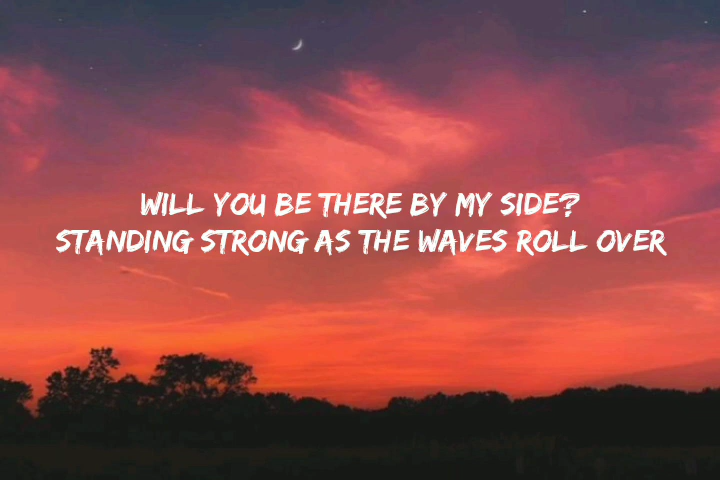 WILL YOU BE THERE BY MY SIDE?
STANDING STRONG AS THE WAVES ROLL OVER